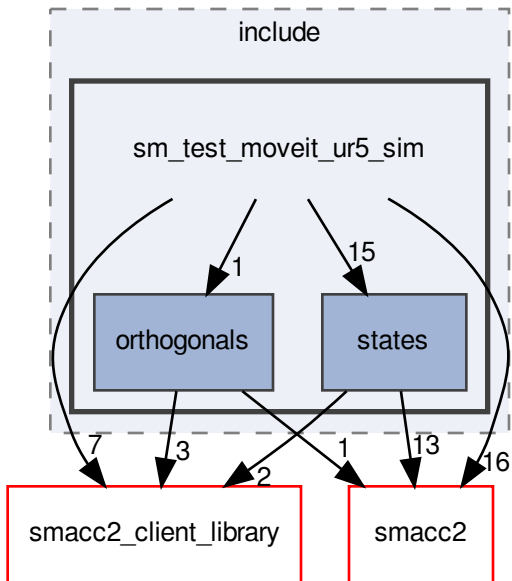 include
sm_test_moveit_ur5_sim
1
15
orthogonals
states
7
3
2
1
13
16
smacc2_client_library
smacc2